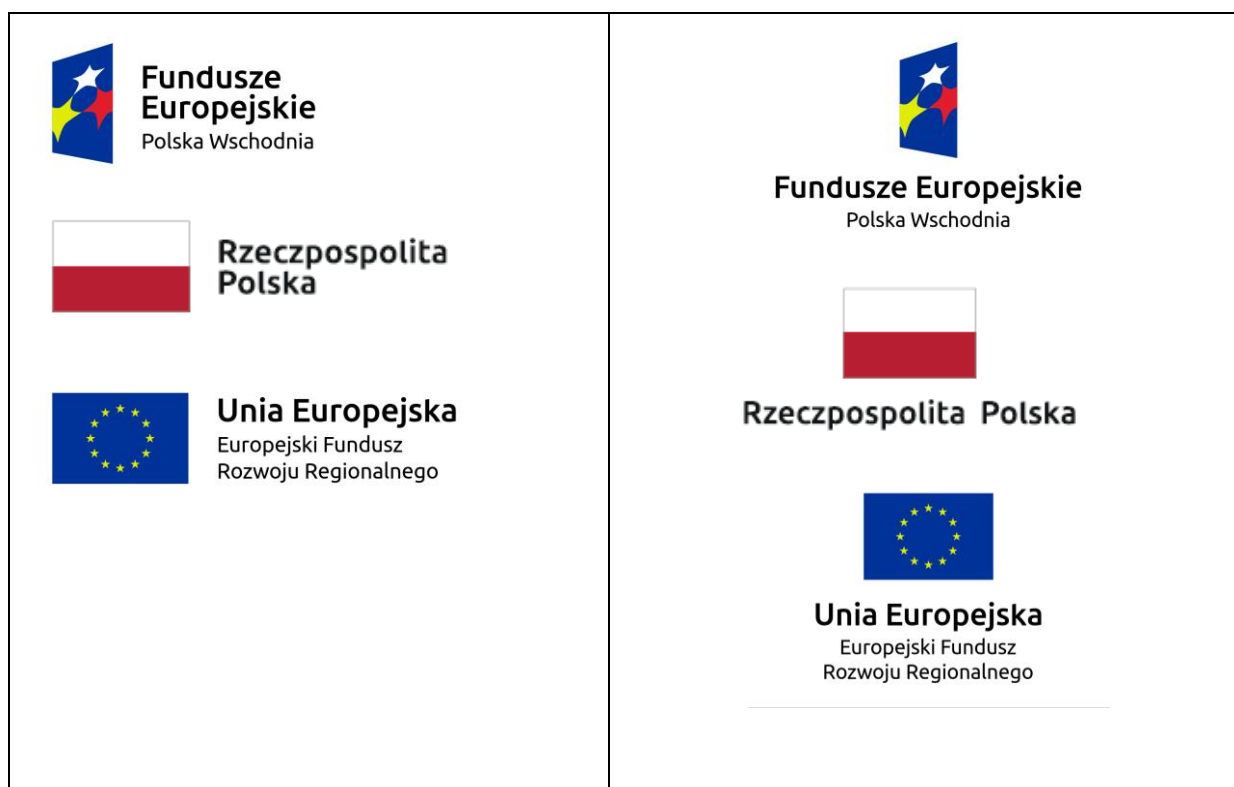 Fundusze
Europejskie
Polska Wschodnia
Rzeczpospolita
Polska
Unia Europejska
Europejski Fundusz
Rozwoju Regionalnego
Fundusze Europejskie
Polska Wschodnia
Rzeczpospolita Polska
Unia Europejska
Europejski Fundusz
Rozwoju Regionalnego